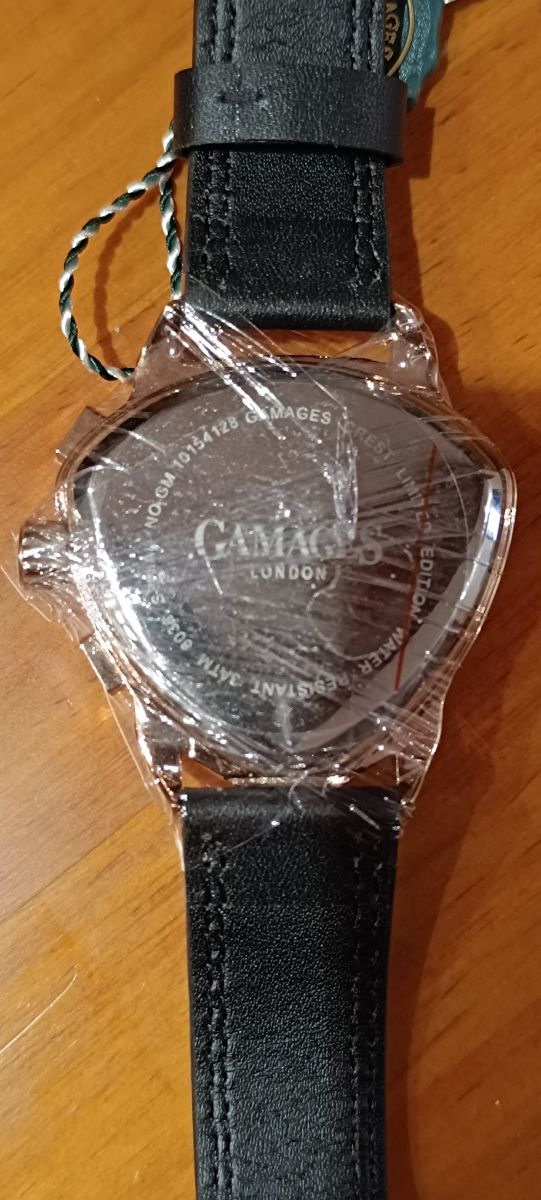 GAMAGES
LONDON
NO:GM 10154128 GAMAGES CREST LIMITED EDITION WATER RESISTANT 3ATM